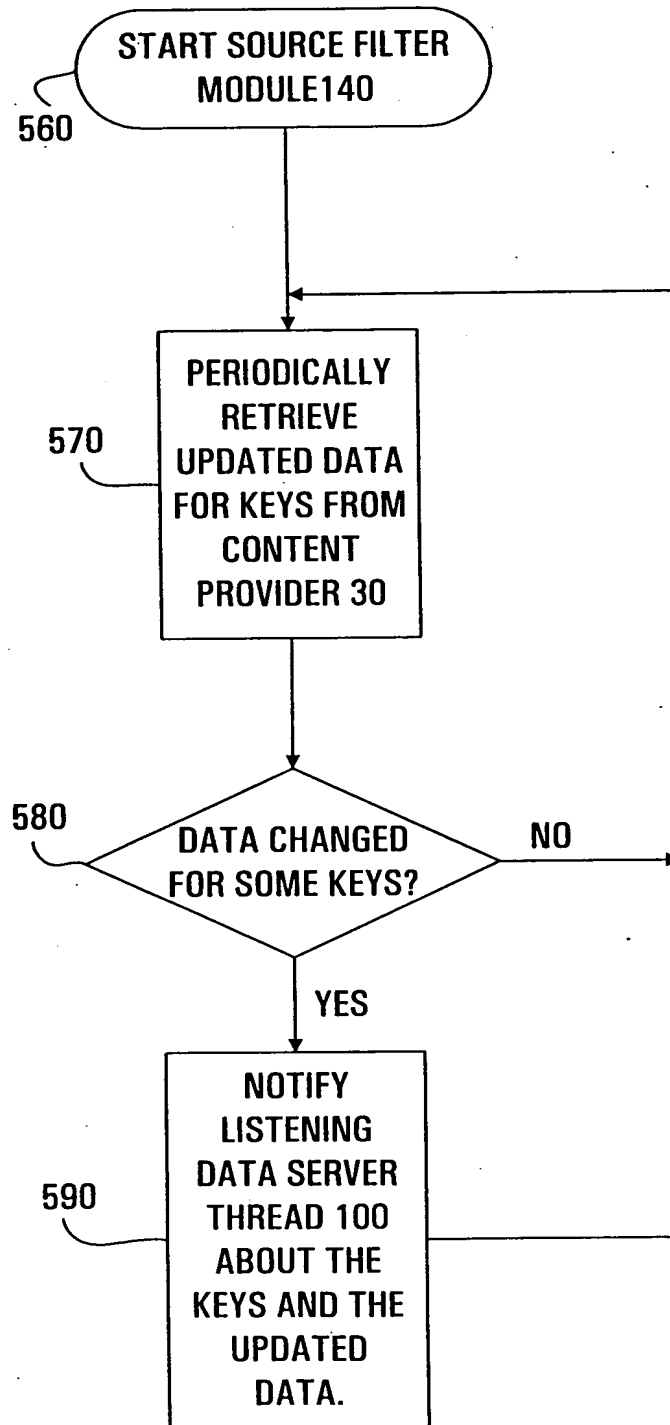 START SOURCE FILTER
MODULE140
560
PERIODICALLY
RETRIEVE
UPDATED DATA
FOR KEYS FROM
CONTENT
PROVIDER 30
570
580
DATA CHANGED
FOR SOME KEYS?
NO
YES
NOTIFY
LISTENING
DATA SERVER
THREAD 100
ABOUT THE
KEYS AND THE
UPDATED
DATA.
590